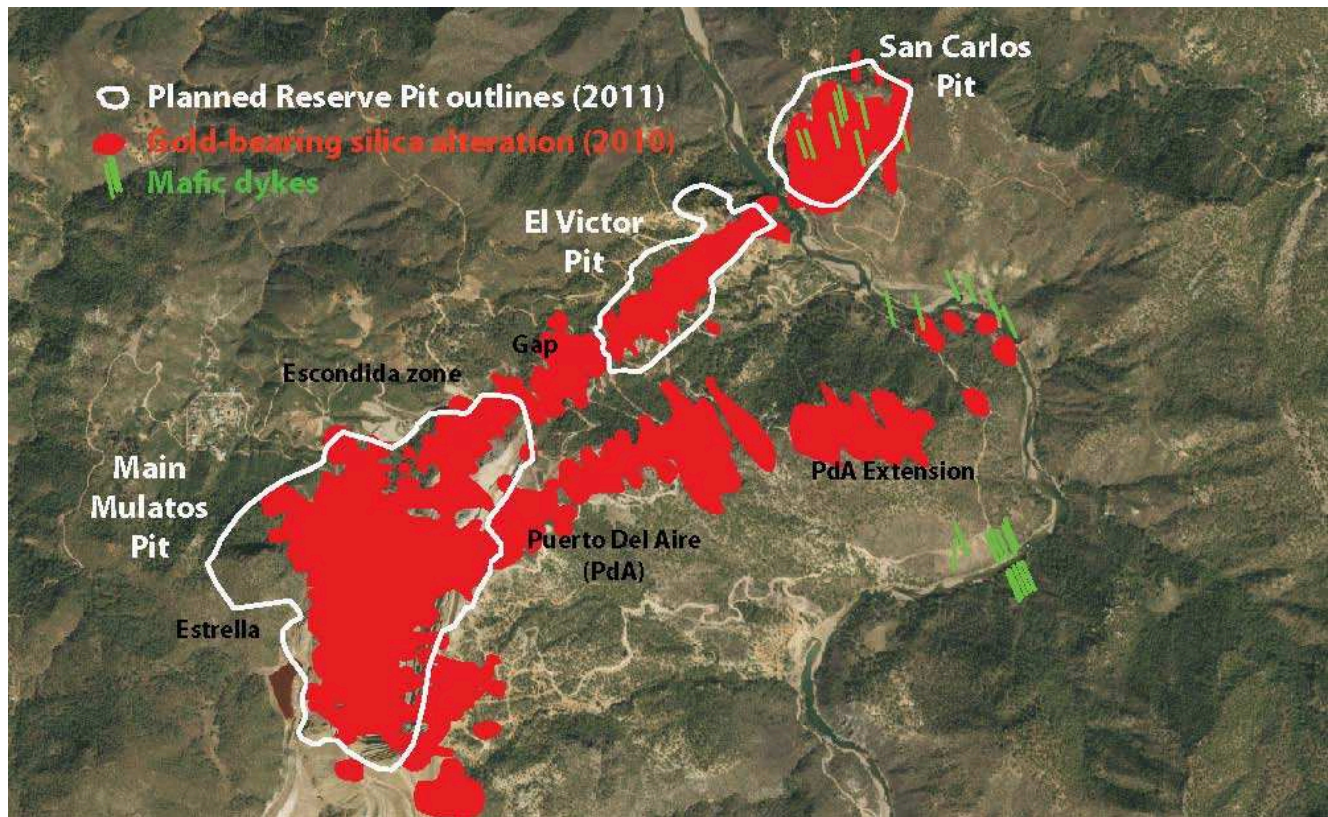 San Carlos
Pit
Planned Reserve Pit outlines (2011)
Gold-bearing silica alteration (2010)
Mafic dykes
El Victor
Pit
Gap
Escondida zone
Main
Mulatos
Pit
PdA Extension
Puerto Del Aire
(PdA)
Estrella